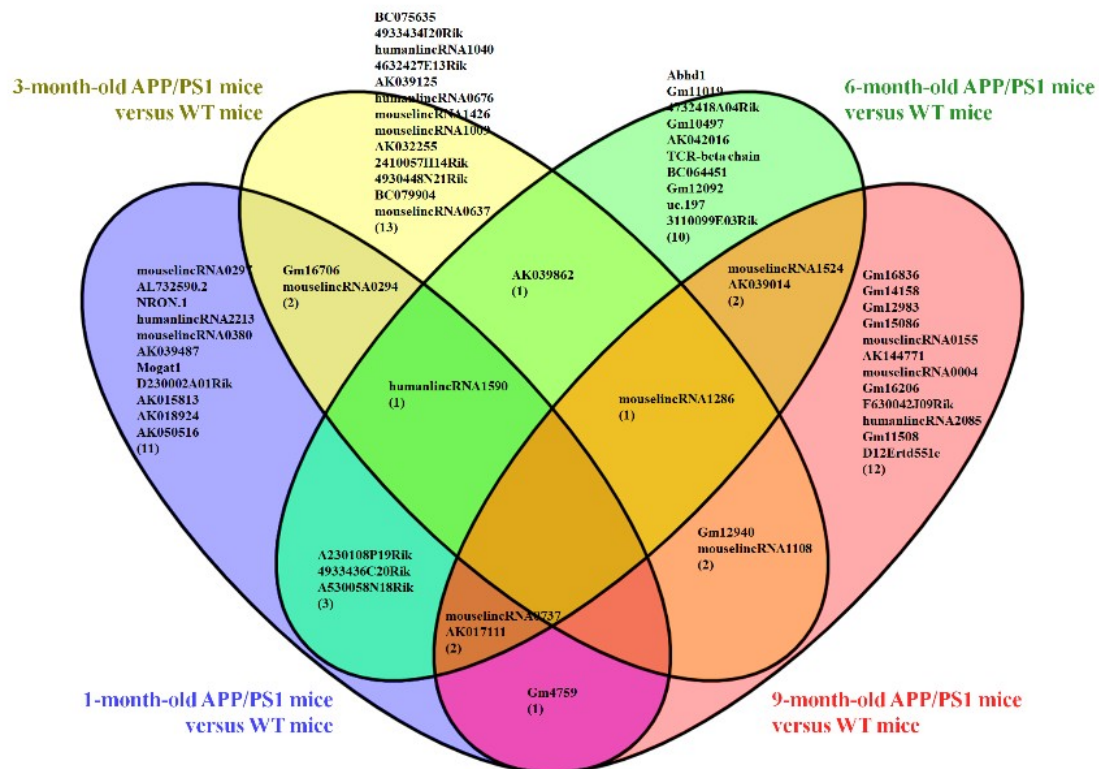 BC075635
4933434I20Rik
humanlincRNA1040
4632427E13Rik
AK039125
humanlincRNA0676
mouselincRNA1426
mouselincRNA1009
AK032255
2410057H14Rik
4930448N21Rik
BC079904
mouselincRNA0637
(13)
3-month-old APP/PS1 mice
versus WT mice
Abhd1
Gm11019
4732418A04Rik
Gm10497
AK042016
TCR-beta chain
BC064451
Gm12092
uc.197
3110099E03Rik
(10)
6-month-old APP/PS1 mice
versus WT mice
mouselincRNA0297
AL732590.2
NRON.1
humanlincRNA2213
mouselincRNA0380
AK039487
Mogat1
D230002A01Rik
AK015813
AK018924
AK050516
(11)
Gm16706
mouselincRNA0294
(2)
AK039862
(1)
mouselincRNA1524
AK039014
(2)
Gm16836
Gm14158
Gm12983
Gm15086
mouselincRNA0155
AK144771
mouselincRNA0004
Gm16206
F630042J09Rik
humanlincRNA2085
Gm11508
D12Ertd551e
(12)
humanlincRNA1590
(1)
mouselincRNA1286
(1)
A230108P19Rik
4933436C20Rik
A530058N18Rik
(3)
mouselincRNA0737
AK017111
(2)
Gm12940
mouselincRNA1108
(2)
Gm4759
(1)
1-month-old APP/PS1 mice
versus WT mice
9-month-old APP/PS1 mice
versus WT mice